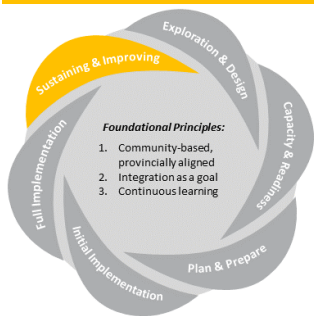 Exploration & Design
Capacity & Readiness
Plan & Prepare
Initial Implementation
Full Implementation
Sustaining & Improving
Foundational Principles:
1. Community-based,
provincially aligned
2. Integration as a goal
3. Continuous learning